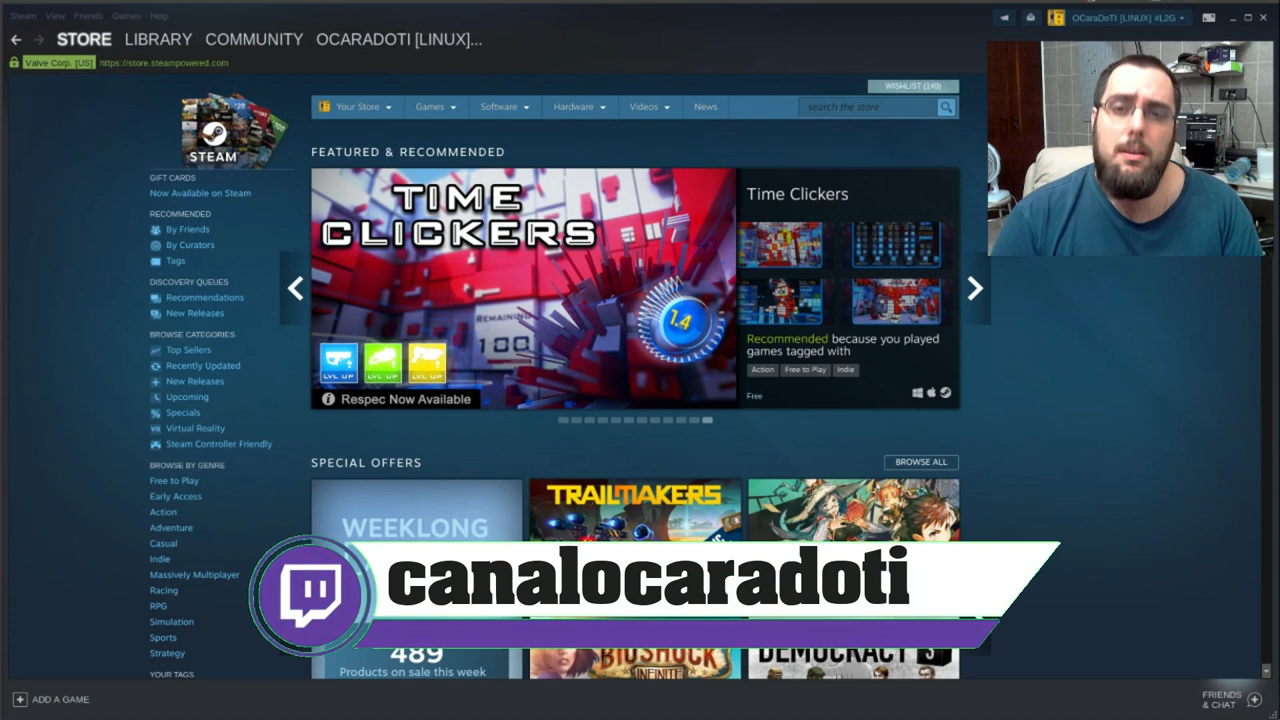 Steam View Friends Games Help
OCaraDoTI [LINUX] #L2G
STORE LIBRARY COMMUNITY OCARADOTI [LINUX]...
Valve Corp. [US] https://store.steampowered.com
WISHLIST (140)
Your Store Games Software Hardware Videos News search the store
STEAM
GIFT CARDS
Now Available on Steam
RECOMMENDED
By Friends
By Curators
Tags
DISCOVERY QUEUES
Recommendations
New Releases
BROWSE CATEGORIES
Top Sellers
Recently Updated
New Releases
Upcoming
Specials
Virtual Reality
Steam Controller Friendly
BROWSE BY GENRE
Free to Play
Early Access
Action
Adventure
Casual
Indie
Massively Multiplayer
Racing
RPG
Simulation
Sports
Strategy
YOUR TAGS
FEATURED & RECOMMENDED
TIME
CLICKERS
REMAINING
100
1.4
LVL UP LVL UP LVL UP
Respec Now Available
Time Clickers
Recommended because you played
games tagged with
Action Free to Play Indie
Free
SPECIAL OFFERS
BROWSE ALL
WEEKLONG
TRAILMAKERS
canalocaradoti
489
Products on sale this week
BIOSHOCK
INFINITE
DEMOCRACY 3
ADD A GAME
FRIENDS
& CHAT